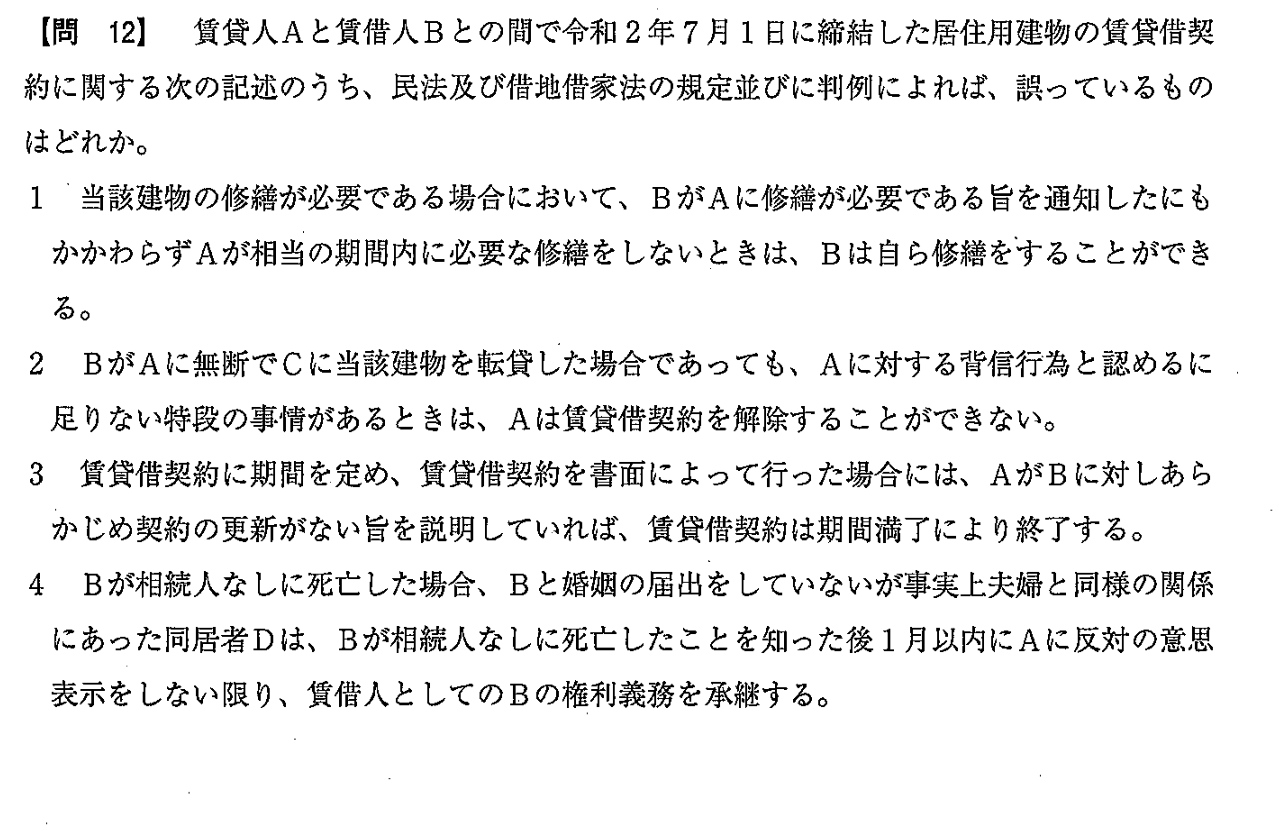 【問　12】　賃貸人Aと賃借人Bとの間で令和2年7月1日に締結した居住用建物の賃貸借契
約に関する次の記述のうち、民法及び借地借家法の規定並びに判例によれば、誤っているもの
はどれか。
1　当該建物の修繕が必要である場合において、BがAに修繕が必要である旨を通知したにも
かかわらずAが相当の期間内に必要な修繕をしないときは、Bは自ら修繕をすることができ
る。
2　BがAに無断でCに当該建物を転貸した場合であっても、Aに対する背信行為と認めるに
足りない特段の事情があるときは、Aは賃貸借契約を解除することができない。
3　賃貸借契約に期間を定め、賃貸借契約を書面によって行った場合には、AがBに対しあら
かじめ契約の更新がない旨を説明していれば、賃貸借契約は期間満了により終了する。
4　Bが相続人なしに死亡した場合、Bと婚姻の届出をしていないが事実上夫婦と同様の関係
にあった同居者Dは、Bが相続人なしに死亡したことを知った後1月以内にAに反対の意思
表示をしない限り、賃借人としてのBの権利義務を承継する。